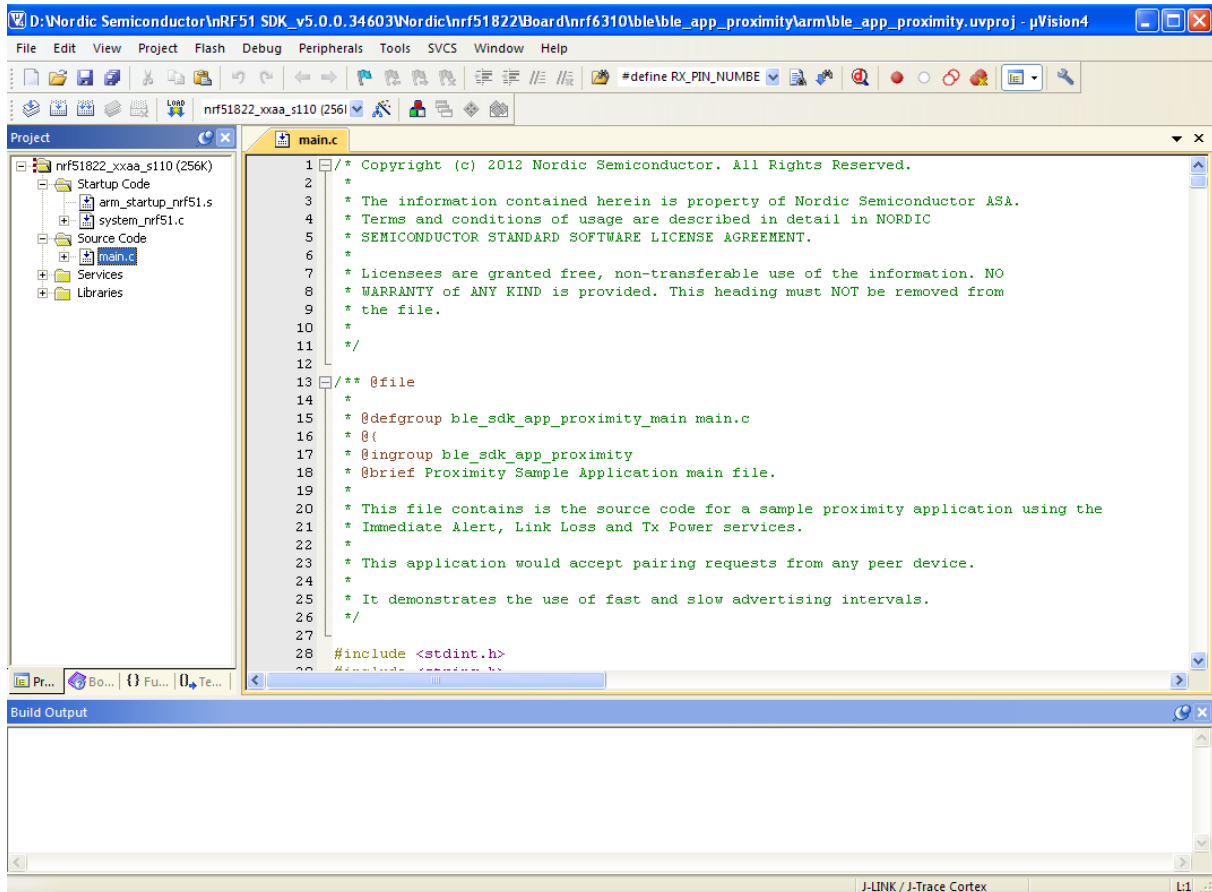 D:\Nordic Semiconductor\nRF51 SDK_v5.0.0.34603\Nordic\nrf51822\Board\nrf6310\ble\ble_app_proximity\arm\ble_app_proximity.uvproj - µVision4
File Edit View Project Flash Debug Peripherals Tools SVCS Window Help
#define RX_PIN_NUMBE
LOAD nrf51822_xxaa_s110 (256
Project
nrf51822_xxaa_s110 (256K)
Startup Code
arm_startup_nrf51.s
system_nrf51.c
Source Code
main.c
Services
Libraries
Pr... Bo... {} Fu... Te...
main.c
1 /* Copyright (c) 2012 Nordic Semiconductor. All Rights Reserved.
2 *
3 * The information contained herein is property of Nordic Semiconductor ASA.
4 * Terms and conditions of usage are described in detail in NORDIC
5 * SEMICONDUCTOR STANDARD SOFTWARE LICENSE AGREEMENT.
6 *
7 * Licensees are granted free, non-transferable use of the information. NO
8 * WARRANTY of ANY KIND is provided. This heading must NOT be removed from
9 * the file.
10 *
11 */
12
13 /** @file
14 *
15 * @defgroup ble_sdk_app_proximity_main main.c
16 * @{
17 * @ingroup ble_sdk_app_proximity
18 * @brief Proximity Sample Application main file.
19 *
20 * This file contains is the source code for a sample proximity application using the
21 * Immediate Alert, Link Loss and Tx Power services.
22 *
23 * This application would accept pairing requests from any peer device.
24 *
25 * It demonstrates the use of fast and slow advertising intervals.
26 */
27
28 #include <stdint.h>
Build Output
J-LINK / J-Trace Cortex L:1